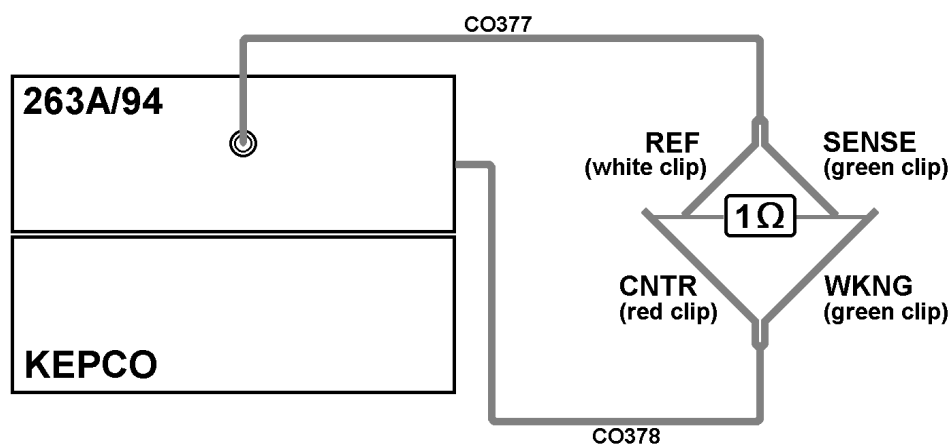 CO377
263A/94
REF
(white clip)
SENSE
(green clip)
1Ω
CNTR
(red clip)
WKNG
(green clip)
KEPCO
CO378